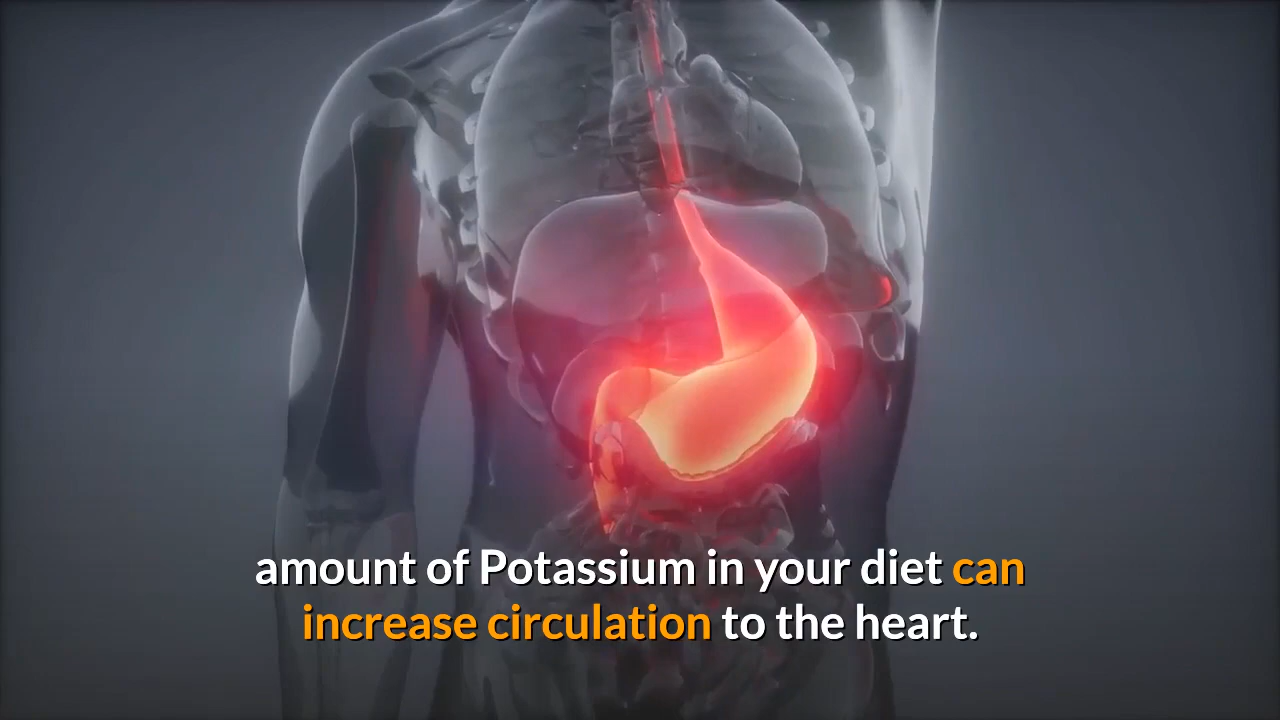 amount of Potassium in your diet can
increase circulation to the heart.